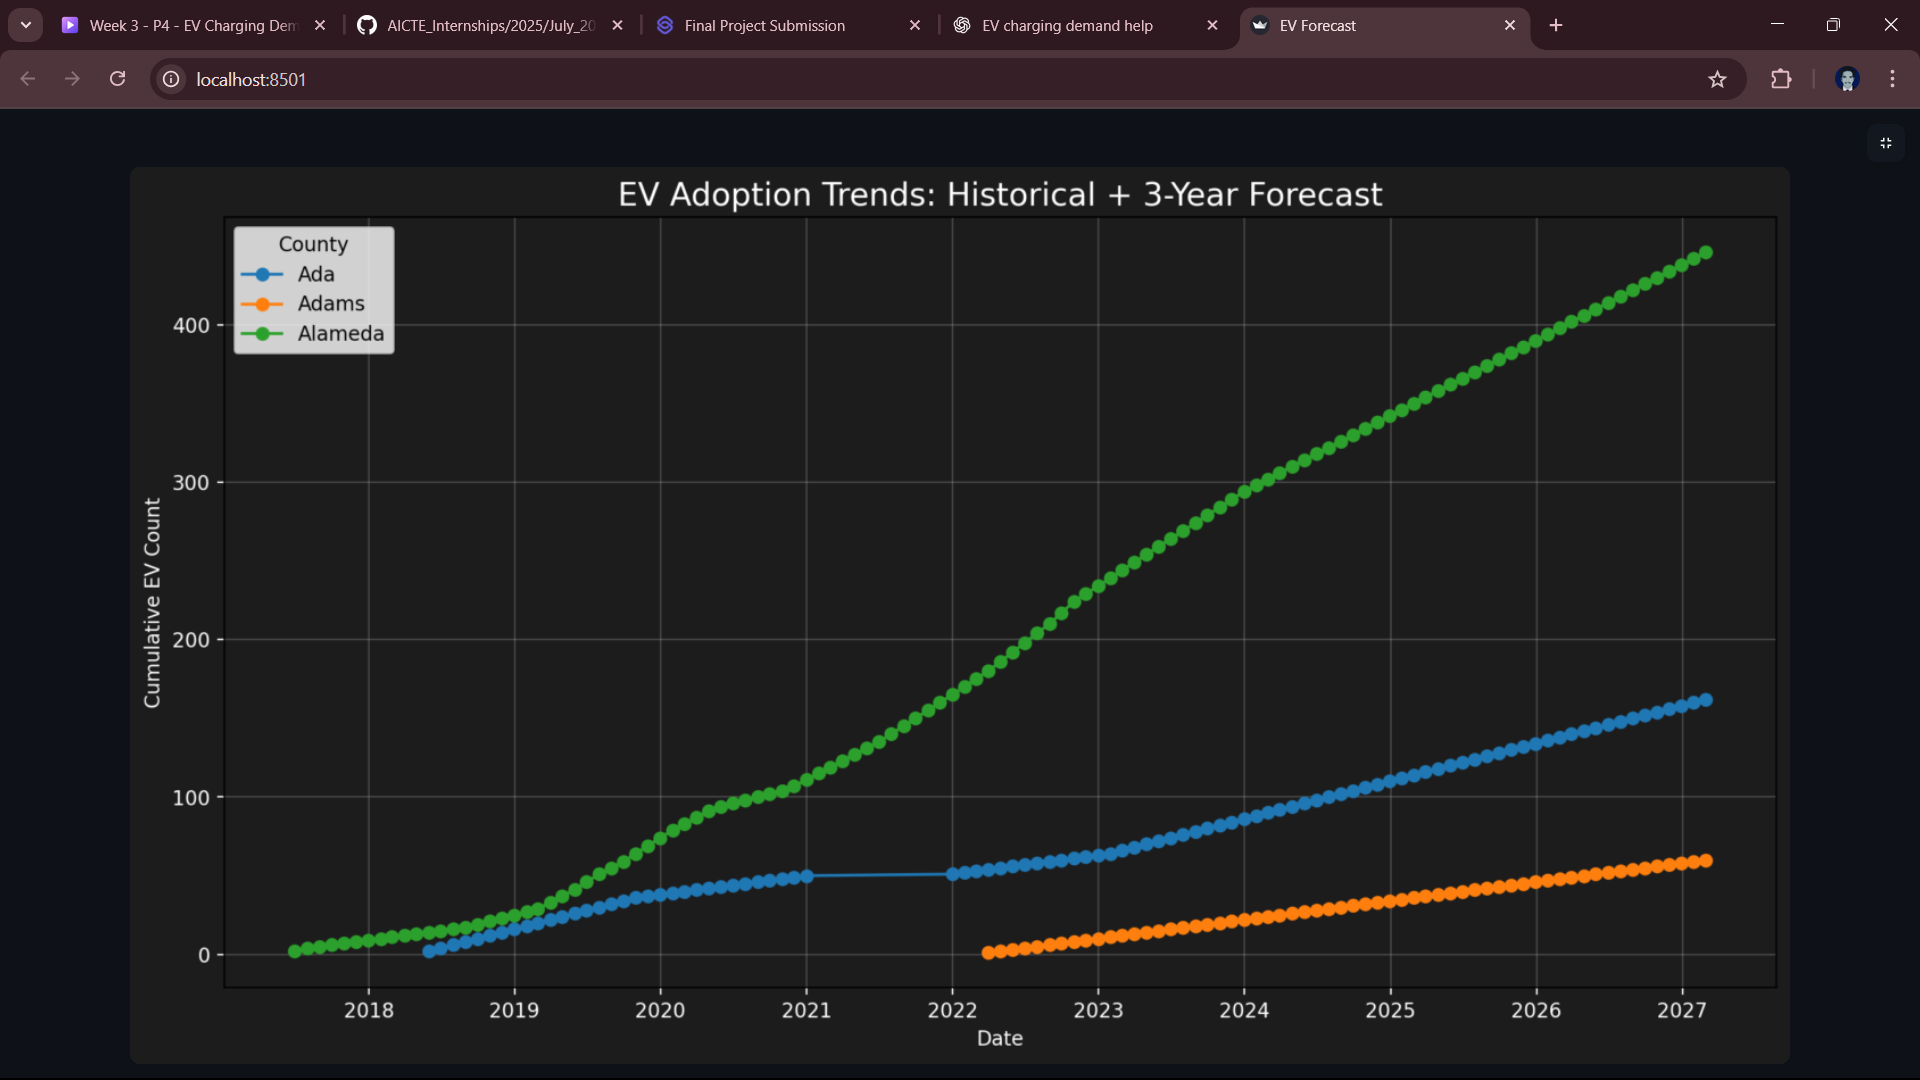 Week 3 - P4 - EV Charging Den
AICTE_Internships/2025/July_20
Final Project Submission
EV charging demand help
EV Forecast
localhost:8501
EV Adoption Trends: Historical + 3-Year Forecast
County
Ada
Adams
Alameda
Cumulative EV Count
400
300
200
100
0
2018 2019 2020 2021 2022 2023 2024 2025 2026 2027
Date